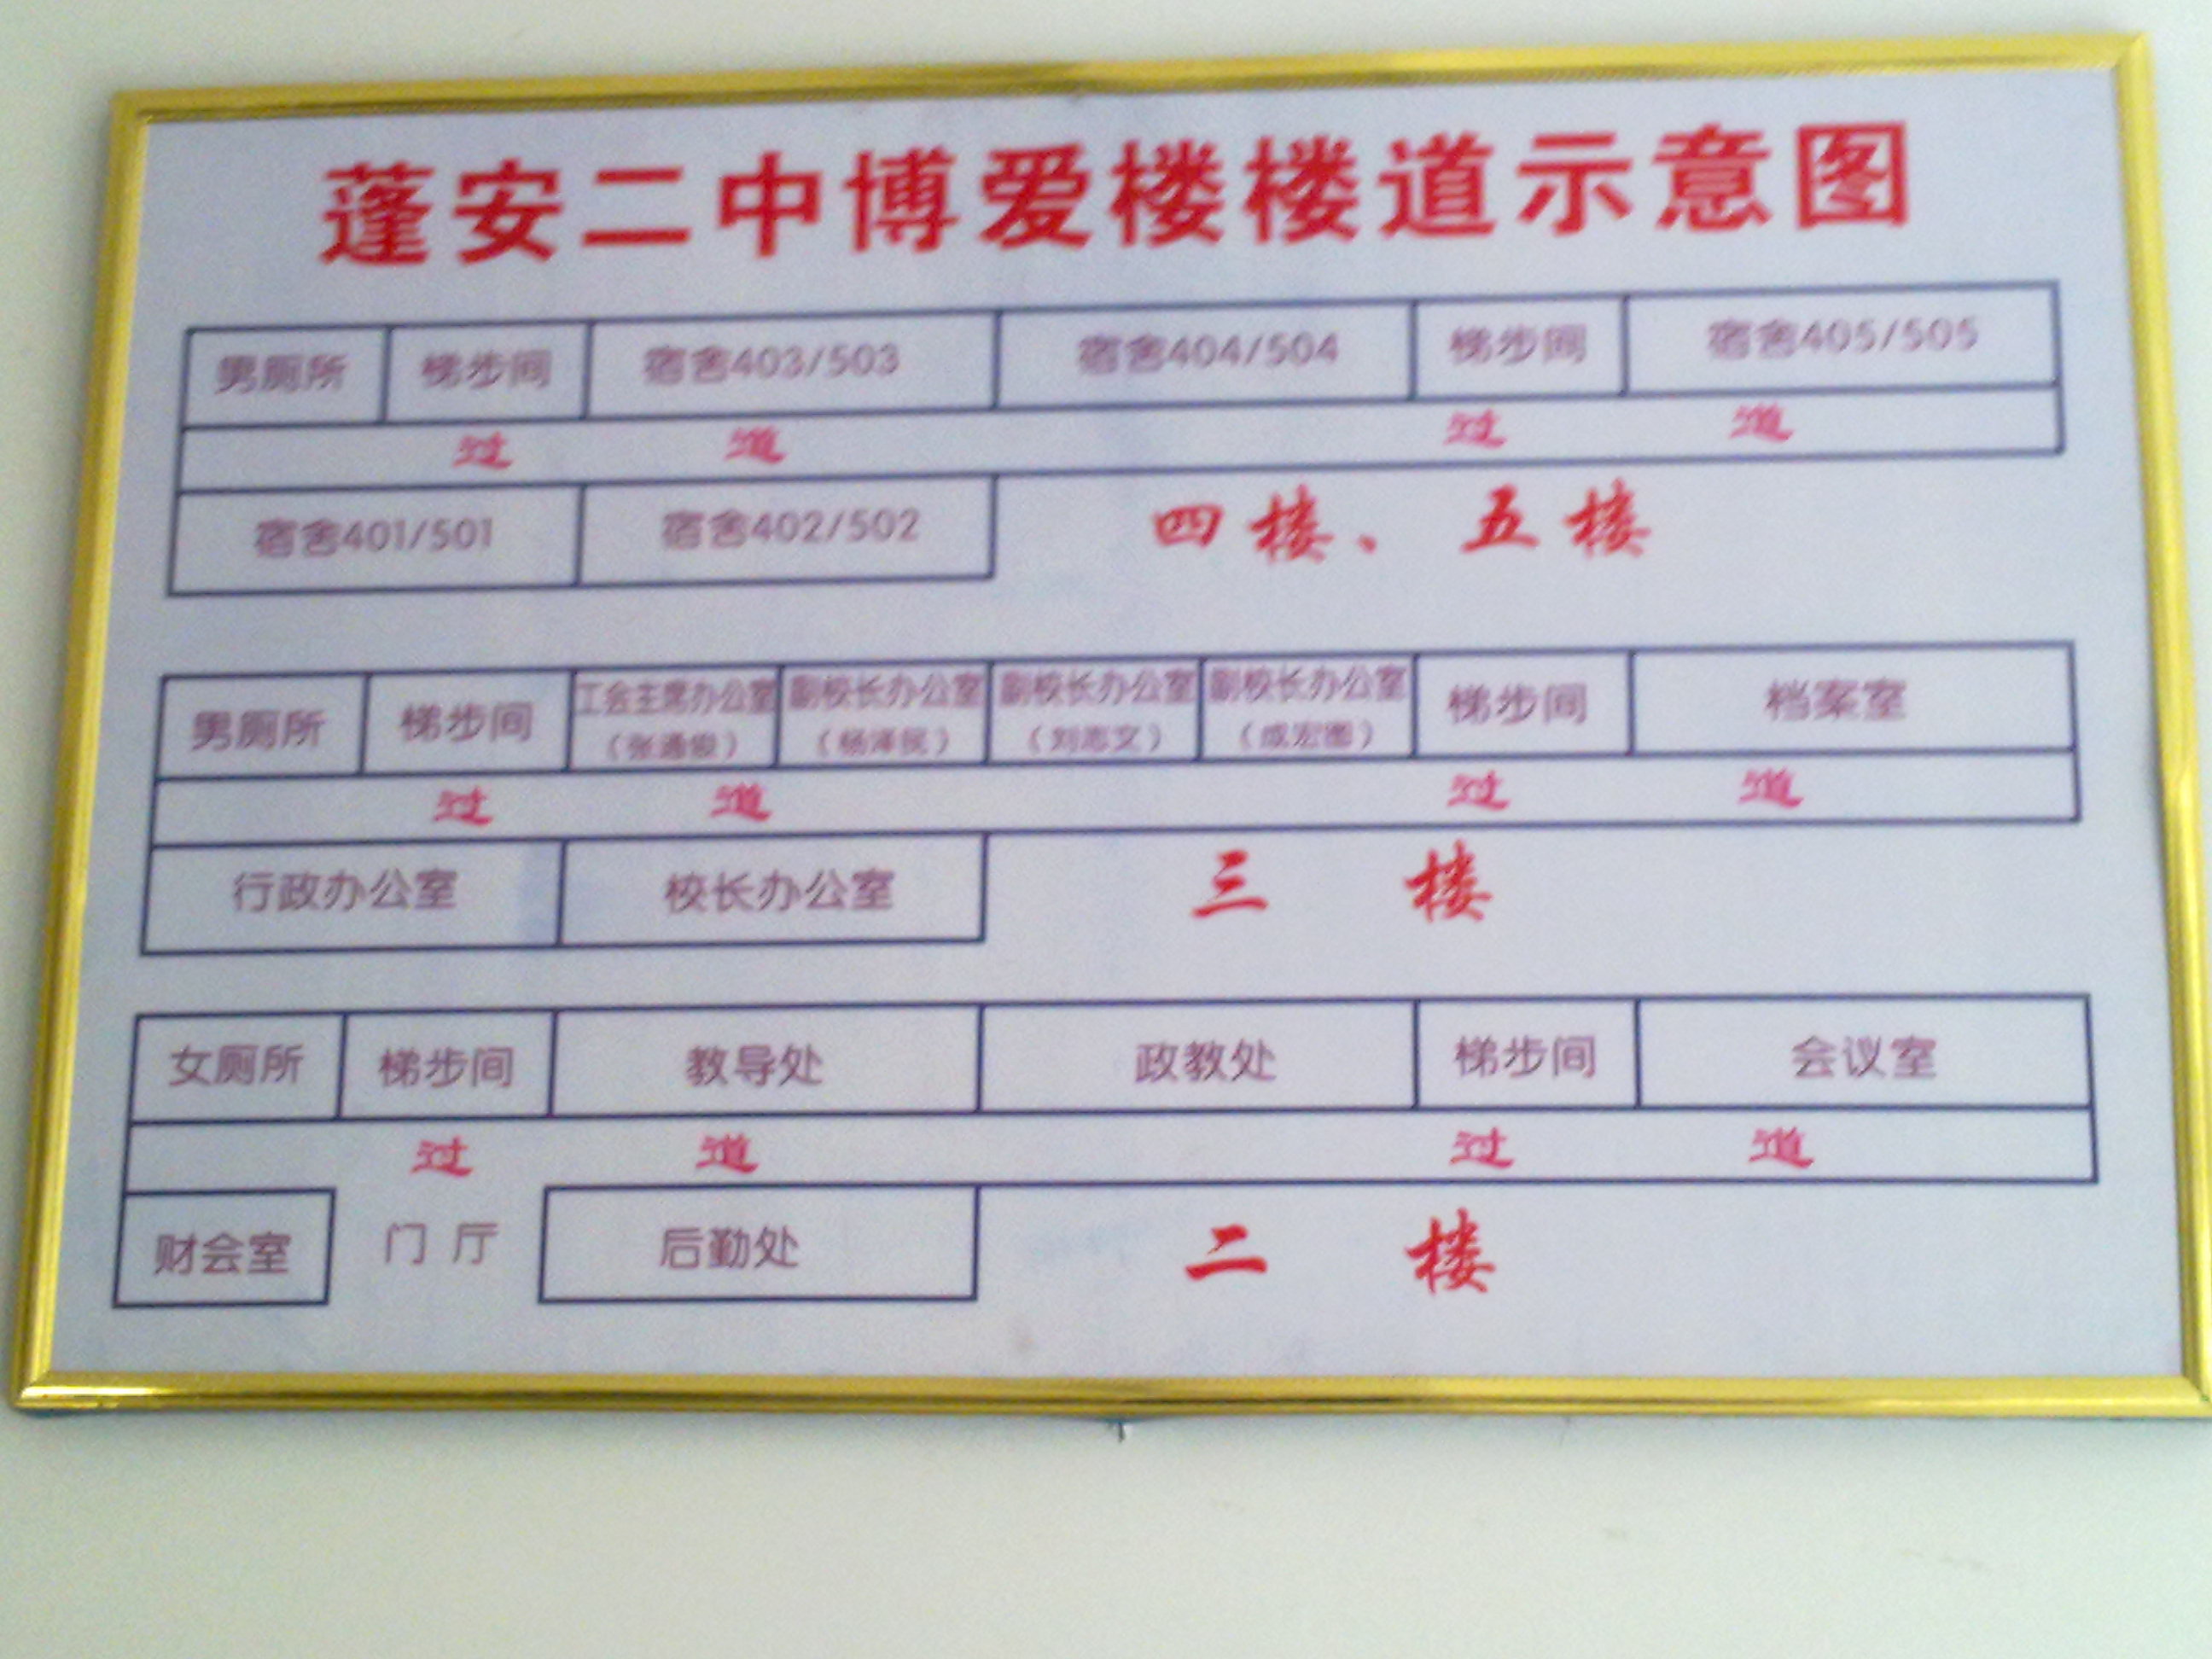 蓬安二中博爱楼楼道示意图
男厕所 梯步间 宿舍403/503 宿舍404/504 梯步间 宿舍405/505
过 道 过 道
宿舍401/501 宿舍402/502 四楼、五楼
男厕所 梯步间 工会主席办公室 副校长办公室 副校长办公室 副校长办公室 梯步间 档案室
(刘志文)
过 道 过 道
行政办公室 校长办公室 三 楼
女厕所 梯步间 教导处 政教处 梯步间 会议室
过 道 过 道
财会室 门厅 后勤处 二 楼